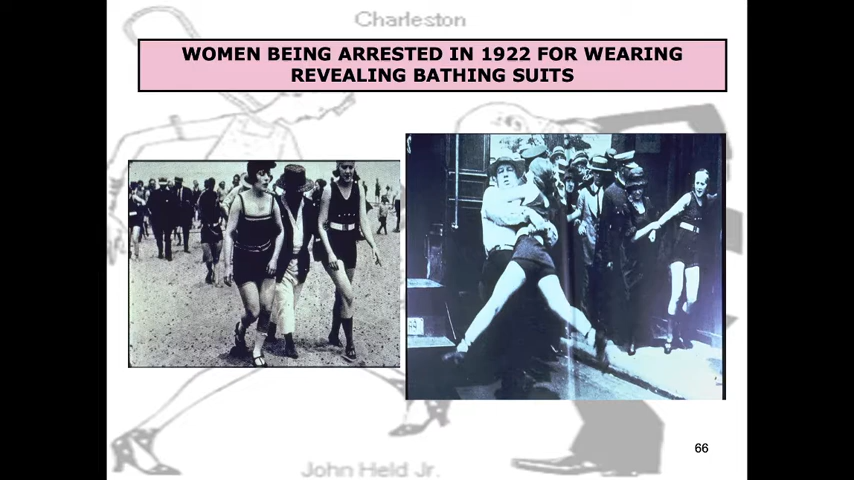 Charleston
WOMEN BEING ARRESTED IN 1922 FOR WEARING
REVEALING BATHING SUITS
66
John Held Jr.